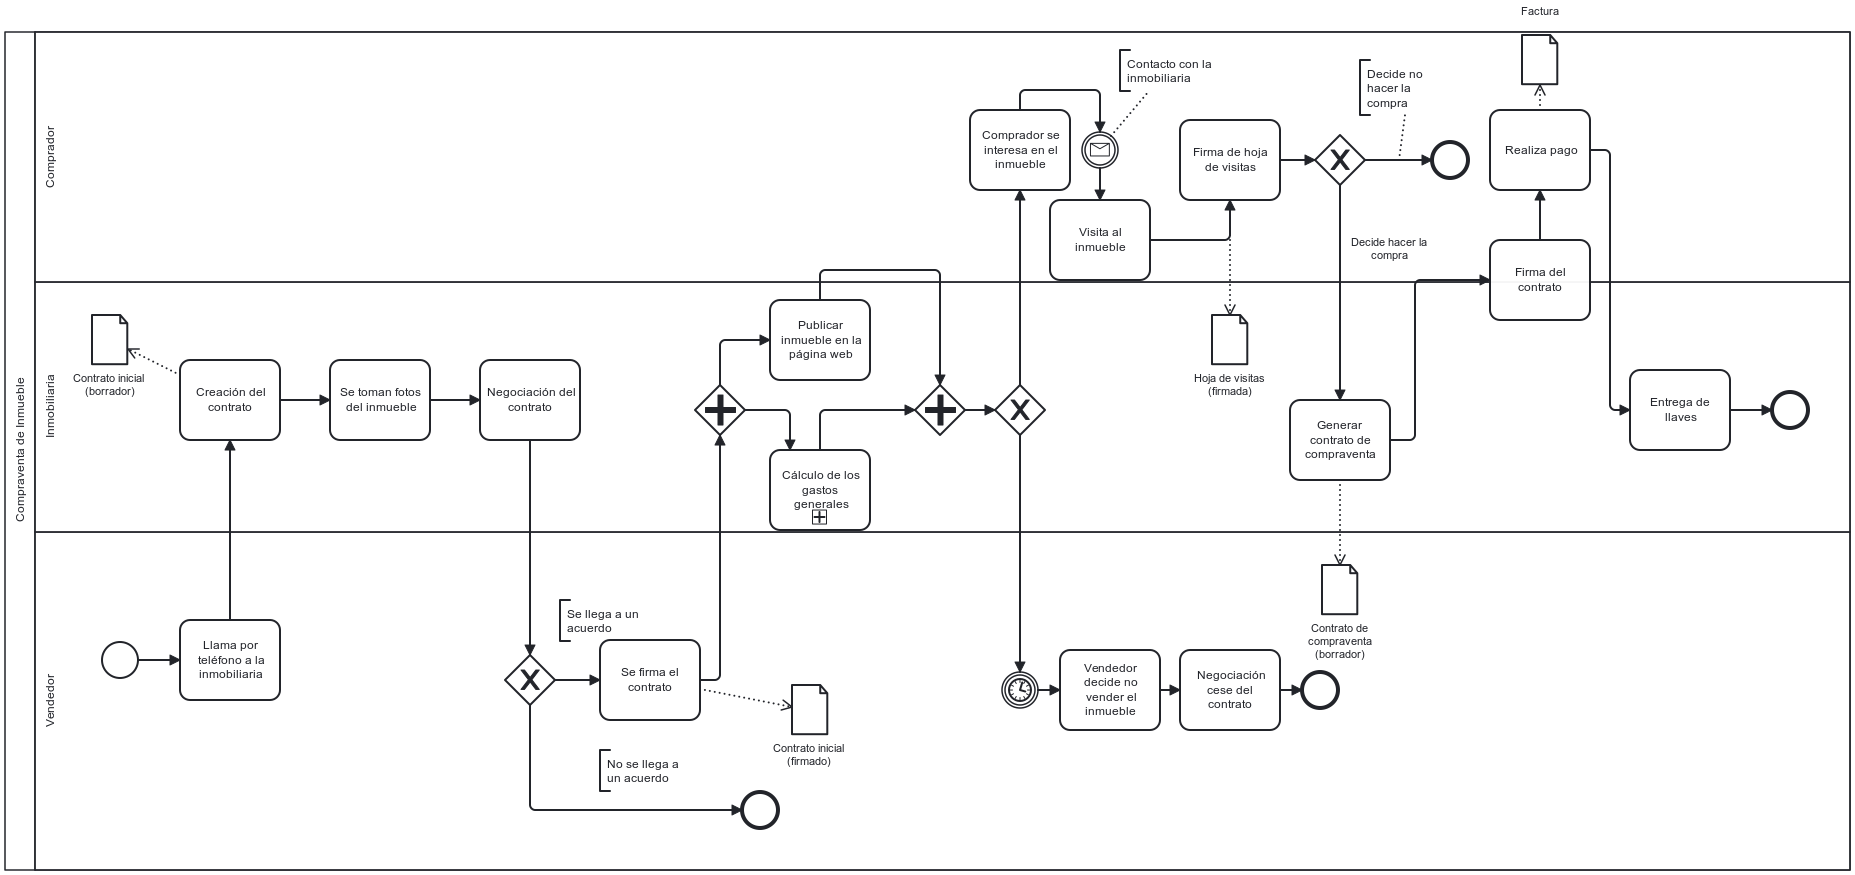 Factura
Compraventa de Inmueble
Comprador
Contacto con la
inmobiliaria
Decide no
hacer la
compra
Comprador se
interesa en el
inmueble
Firma de hoja
de visitas
Realiza pago
Visita al
inmueble
Decide hacer la
compra
Firma del
contrato
Inmobiliaria
Contrato inicial
(borrador)
Creación del
contrato
Se toman fotos
del inmueble
Negociación del
contrato
Publicar
inmueble en la
página web
Cálculo de los
gastos
generales
Hoja de visitas
(firmada)
Generar
contrato de
compraventa
Entrega de
llaves
Vendedor
Llama por
teléfono a la
inmobiliaria
Se llega a un
acuerdo
Se firma el
contrato
Contrato inicial
(firmado)
No se llega a
un acuerdo
Vendedor
decide no
vender el
inmueble
Negociación
cese del
contrato
Contrato de
compraventa
(borrador)